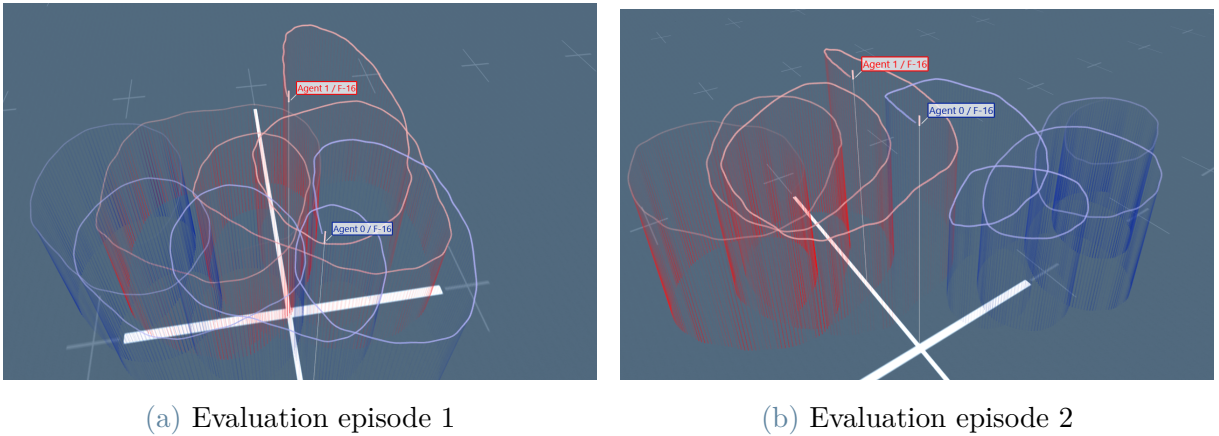 Agent 1 / F-16
Agent 0 / F-16
Agent 1 / F-16
Agent 0 / F-16
(a) Evaluation episode 1
(b) Evaluation episode 2